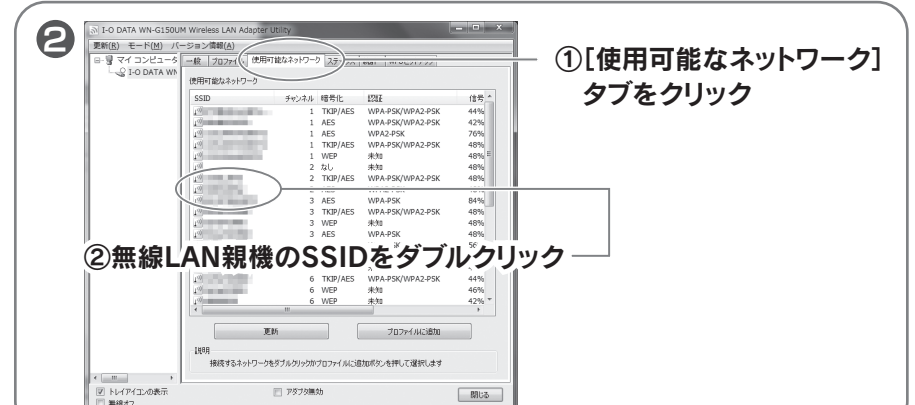 2
I-O DATA WN-G150UM Wireless LAN Adapter Utility
更新(R) モード(M) バージョン情報(A)
マイ コンピュータ
I-O DATA WN
一般 プロファイ 使用可能なネットワーク
使用可能なネットワーク
SSID チャンネル 暗号化 認証 信号
1 TKIP/AES WPA-PSK/WPA2-PSK 44%
1 AES WPA-PSK/WPA2-PSK 42%
1 AES WPA2-PSK 76%
1 TKIP/AES WPA-PSK/WPA2-PSK 48%
1 WEP 未知 48%
2 なし 未知 48%
2 TKIP/AES WPA-PSK/WPA2-PSK 48%
3 AES WPA-PSK 84%
3 TKIP/AES WPA-PSK/WPA2-PSK 48%
3 WEP 未知 48%
3 AES WPA-PSK 48%
6 TKIP/AES WPA-PSK/WPA2-PSK 44%
6 WEP 未知 46%
6 WEP 未知 42%
更新 プロファイルに追加
説明
接続するネットワークをダブルクリックかプロファイルに追加ボタンを押して選択します
トレイアイコンの表示 アダプタ無効 閉じる
無線オフ
①[使用可能なネットワーク]
タブをクリック
②無線LAN親機のSSIDをダブルクリック